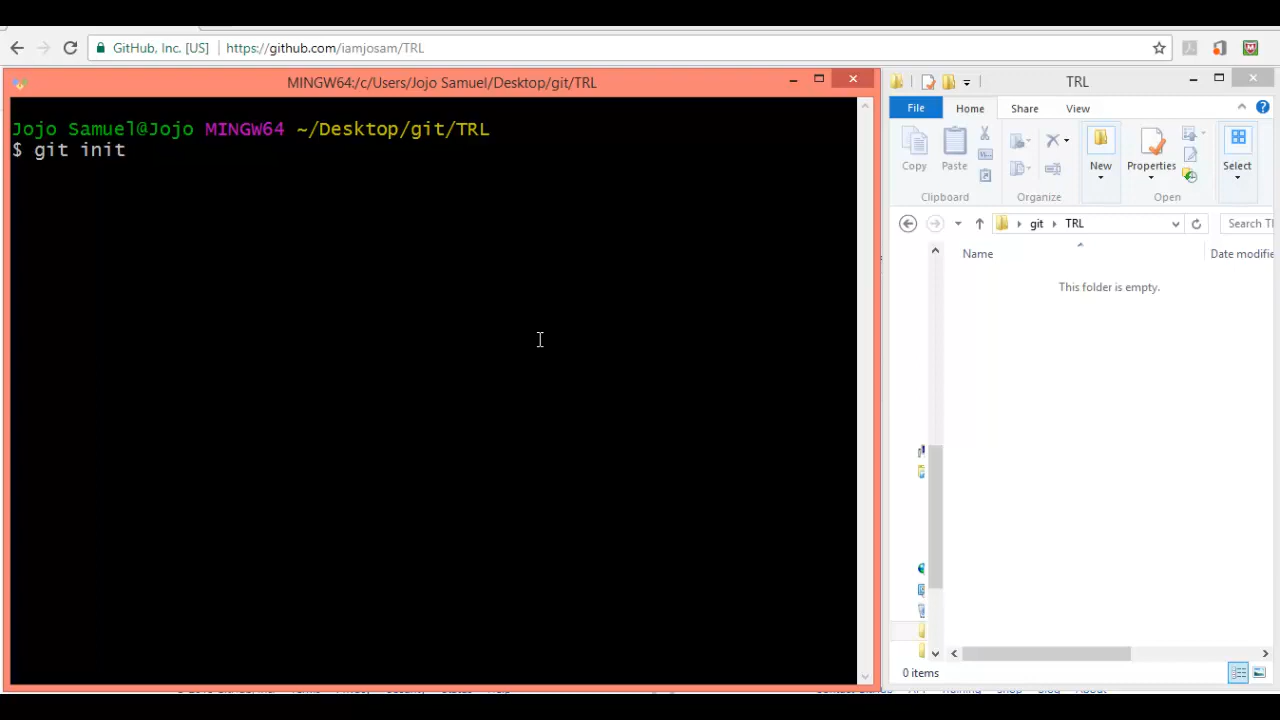 GitHub, Inc. [US] https://github.com/iamjosam/TRL
MINGW64:/c/Users/Jojo Samuel/Desktop/git/TRL
Jojo Samuel@Jojo MINGW64 ~/Desktop/git/TRL
$ git init
TRL
File Home Share View
Copy Paste New Properties Select
Clipboard Organize Open
git TRL
Search
Name Date
This folder is empty.
0 items